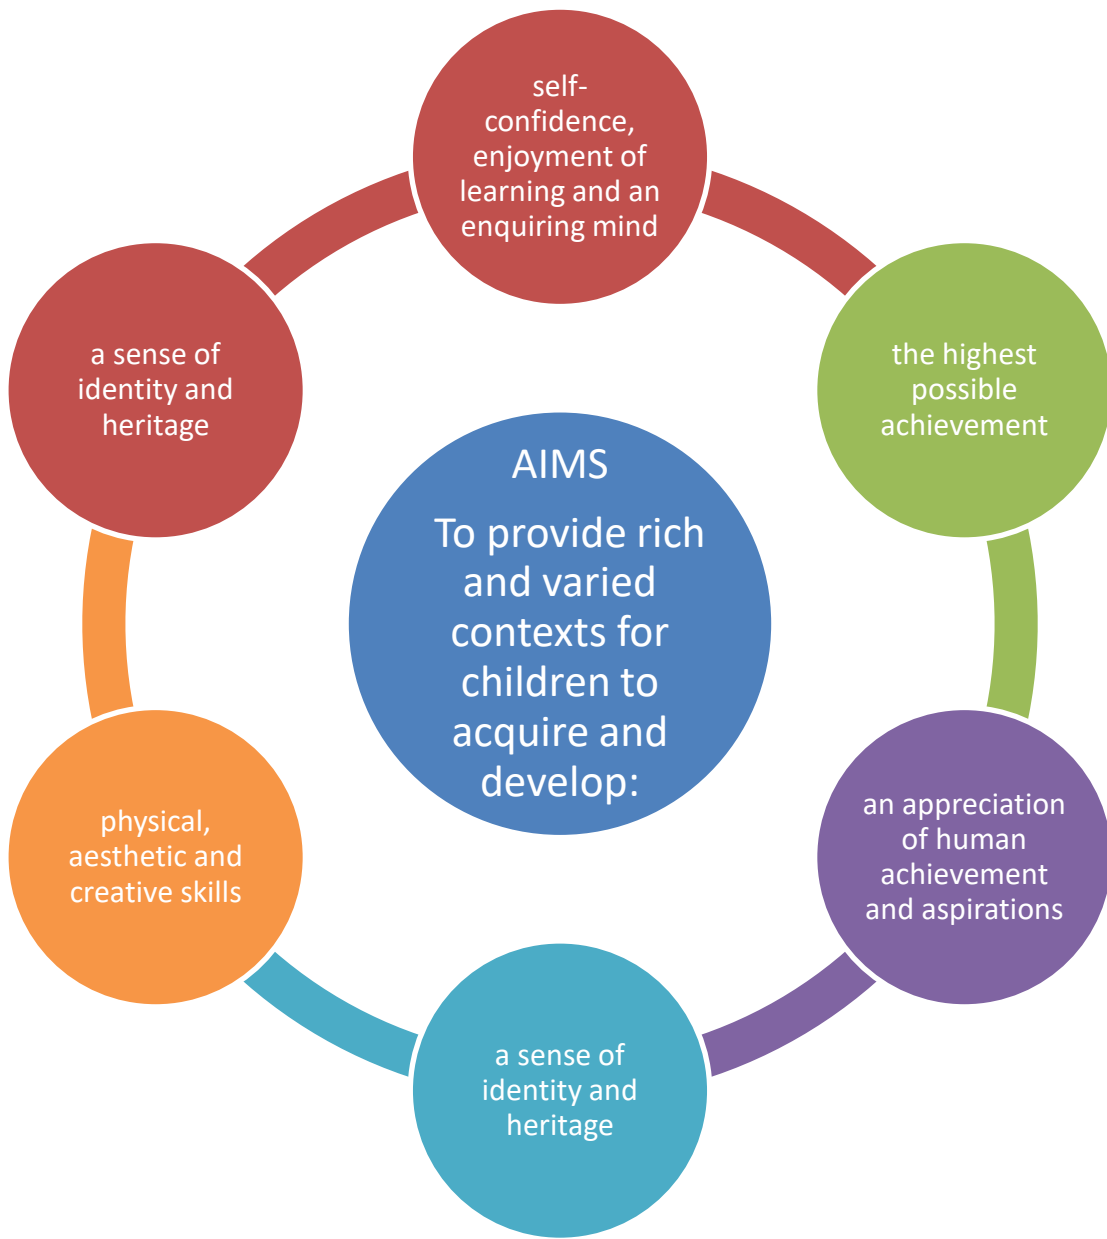 self-
confidence,
enjoyment of
learning and an
enquiring mind
the highest
possible
achievement
an appreciation
of human
achievement
and aspirations
a sense of
identity and
heritage
physical,
aesthetic and
creative skills
a sense of
identity and
heritage
AIMS
To provide rich
and varied
contexts for
children to
acquire and
develop: